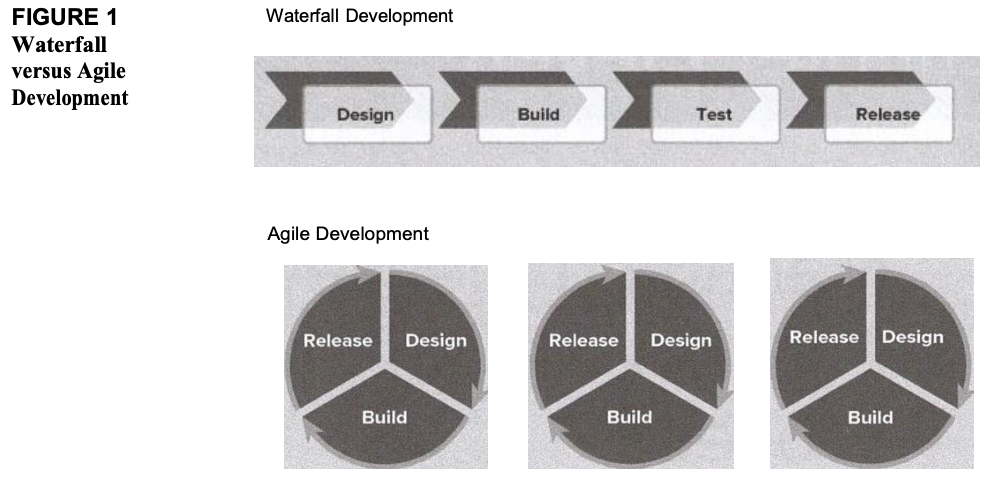 FIGURE 1
Waterfall
versus Agile
Development
Waterfall Development
Design
Build
Test
Release
Agile Development
Release
Design
Build
Release
Design
Build
Release
Design
Build